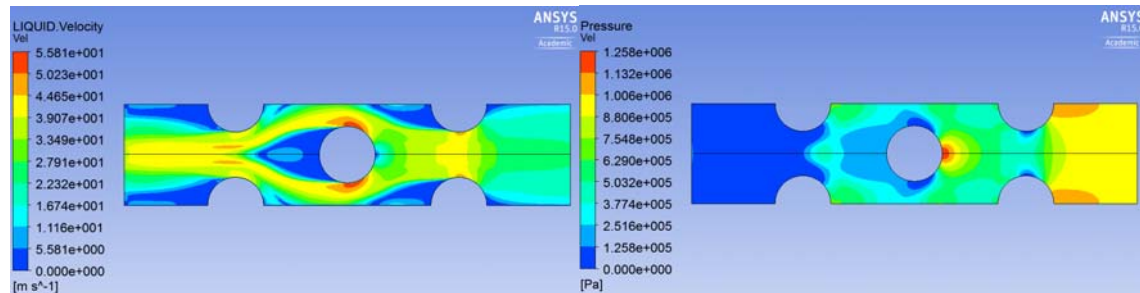 LIQUID.Velocity
Vel
5.581e+001
5.023e+001
4.465e+001
3.907e+001
3.349e+001
2.791e+001
2.232e+001
1.674e+001
1.116e+001
5.581e+000
0.000e+000
[m s^-1]
ANSYS
R15.0
Academic
Pressure
Vel
1.258e+006
1.132e+006
1.006e+006
8.806e+005
7.548e+005
6.290e+005
5.032e+005
3.774e+005
2.516e+005
1.258e+005
0.000e+000
[Pa]
ANSYS
Academic